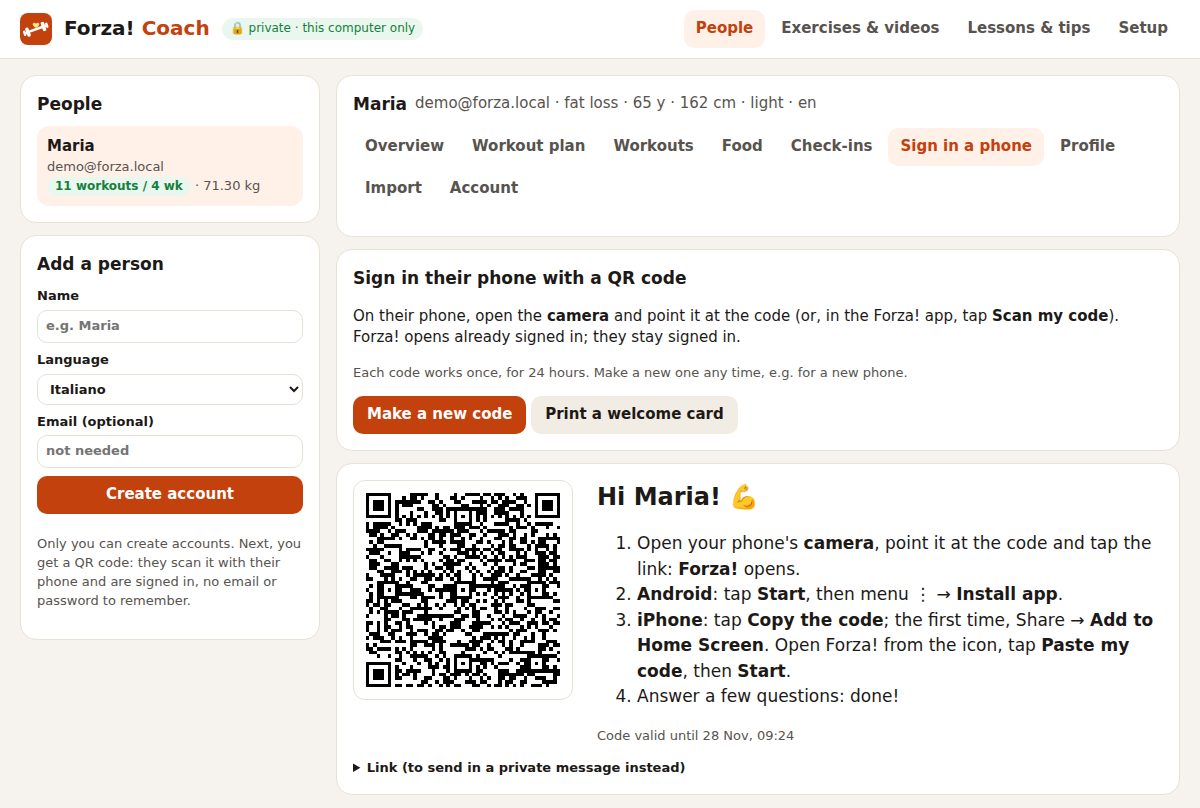 Forza! Coach
🔒 private · this computer only
People
Exercises & videos
Lessons & tips
Setup
People
Maria
demo@forza.local
11 workouts / 4 wk · 71.30 kg
Add a person
Name
e.g. Maria
Language
Italiano
Email (optional)
not needed
Create account
Only you can create accounts. Next, you
get a QR code: they scan it with their
phone and are signed in, no email or
password to remember.
Maria demo@forza.local · fat loss · 65 y · 162 cm · light · en
Overview
Workout plan
Workouts
Food
Check-ins
Sign in a phone
Profile
Import
Account
Sign in their phone with a QR code
On their phone, open the camera and point it at the code (or, in the Forza! app, tap Scan my code).
Forza! opens already signed in; they stay signed in.
Each code works once, for 24 hours. Make a new one any time, e.g. for a new phone.
Make a new code
Print a welcome card
Hi Maria! 💪
1. Open your phone's camera, point it at the code and tap the
link: Forza! opens.
2. Android: tap Start, then menu ⋮ → Install app.
3. iPhone: tap Copy the code; the first time, Share → Add to
Home Screen. Open Forza! from the icon, tap Paste my
code, then Start.
4. Answer a few questions: done!
Code valid until 28 Nov, 09:24
▶ Link (to send in a private message instead)